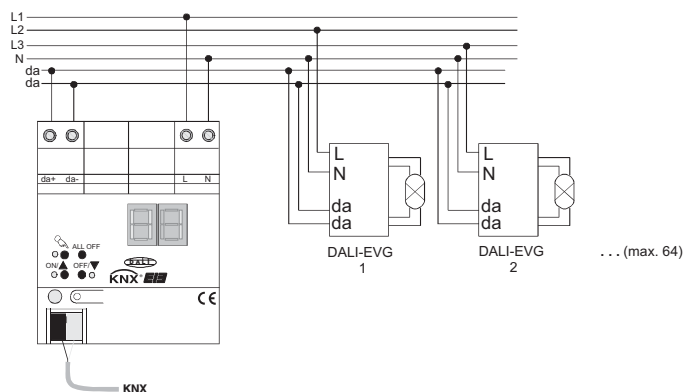 L1
L2
L3
N
da
da
da+ da- L N
ALL OFF
ON/▲ OFF/▼
DALI
KNX EIB
CE
KNX
L
N
da
da
DALI-EVG
1
L
N
da
da
DALI-EVG
2
. . . (max. 64)